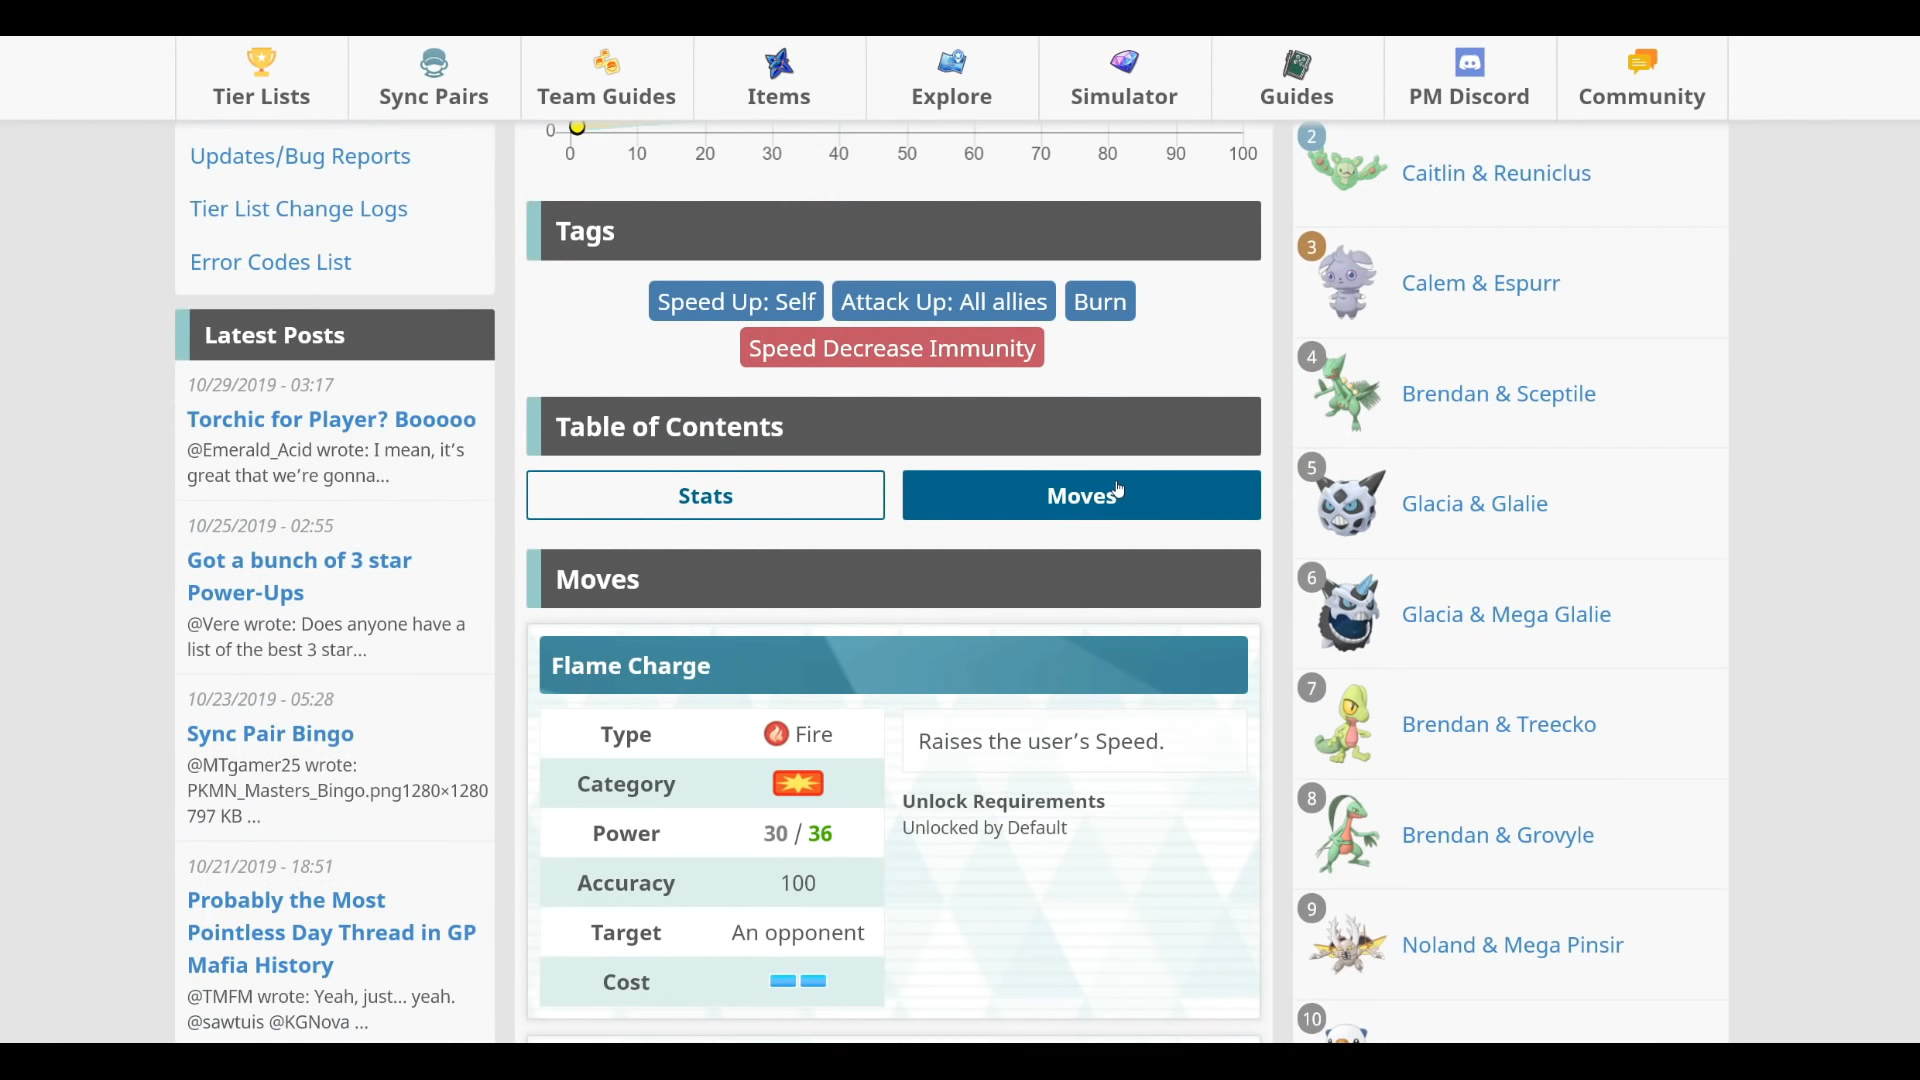 Tier Lists
Sync Pairs
Team Guides
Items
Explore
Simulator
Guides
PM Discord
Community
Updates/Bug Reports
Tier List Change Logs
Error Codes List
Latest Posts
10/29/2019 - 03:17
Torchic for Player? Booooo
@Emerald_Acid wrote: I mean, it's
great that we're gonna...
10/25/2019 - 02:55
Got a bunch of 3 star
Power-Ups
@Vere wrote: Does anyone have a
list of the best 3 star...
10/23/2019 - 05:28
Sync Pair Bingo
@MTgamer25 wrote:
PKMN_Masters_Bingo.png1280×1280
797 KB ...
10/21/2019 - 18:51
Probably the Most
Pointless Day Thread in GP
Mafia History
@TMFM wrote: Yeah, just... yeah.
@sawtuis @KGNova ...
0
0 10 20 30 40 50 60 70 80 90 100
Tags
Speed Up: Self
Attack Up: All allies
Burn
Speed Decrease Immunity
Table of Contents
Stats
Moves
Moves
Flame Charge
Type Fire
Category
Power 30 / 36
Accuracy 100
Target An opponent
Cost
Raises the user's Speed.
Unlock Requirements
Unlocked by Default
2 Caitlin & Reuniclus
3 Calem & Espurr
4 Brendan & Sceptile
5 Glacia & Glalie
6 Glacia & Mega Glalie
7 Brendan & Treecko
8 Brendan & Grovyle
9 Noland & Mega Pinsir
10